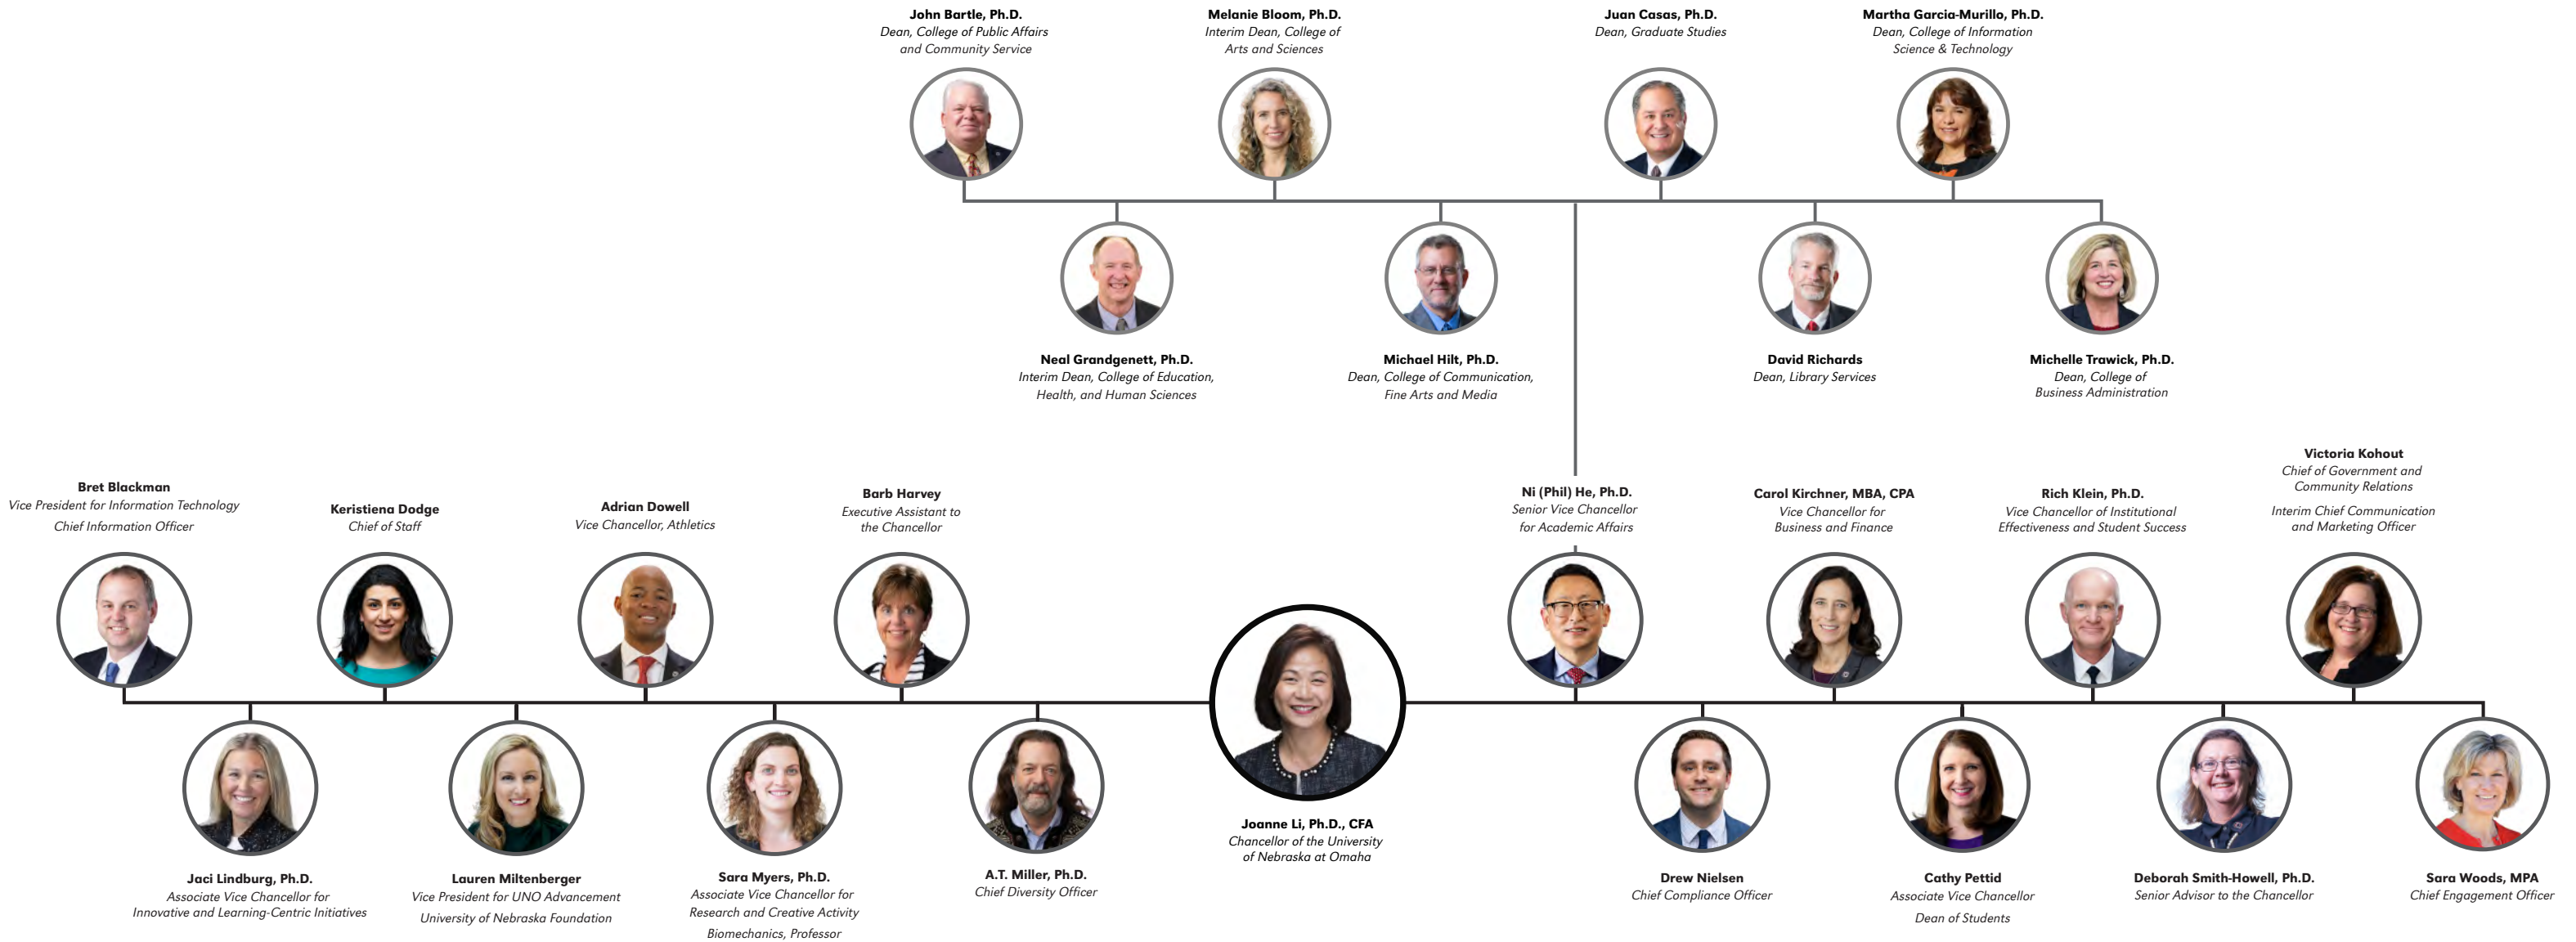 John Bartle, Ph.D.
Dean, College of Public Affairs
and Community Service
Melanie Bloom, Ph.D.
Interim Dean, College of
Arts and Sciences
Juan Casas, Ph.D.
Dean, Graduate Studies
Martha Garcia-Murillo, Ph.D.
Dean, College of Information
Science & Technology
Neal Grandgenett, Ph.D.
Interim Dean, College of Education,
Health, and Human Sciences
Michael Hilt, Ph.D.
Dean, College of Communication,
Fine Arts and Media
David Richards
Dean, Library Services
Michelle Trawick, Ph.D.
Dean, College of
Business Administration
Bret Blackman
Vice President for Information Technology
Chief Information Officer
Keristiena Dodge
Chief of Staff
Adrian Dowell
Vice Chancellor, Athletics
Barb Harvey
Executive Assistant to
the Chancellor
Ni (Phil) He, Ph.D.
Senior Vice Chancellor
for Academic Affairs
Carol Kirchner, MBA, CPA
Vice Chancellor for
Business and Finance
Rich Klein, Ph.D.
Vice Chancellor of Institutional
Effectiveness and Student Success
Victoria Kohout
Chief of Government and
Community Relations
Interim Chief Communication
and Marketing Officer
Jaci Lindburg, Ph.D.
Associate Vice Chancellor for
Innovative and Learning-Centric Initiatives
Lauren Miltenberger
Vice President for UNO Advancement
University of Nebraska Foundation
Sara Myers, Ph.D.
Associate Vice Chancellor for
Research and Creative Activity
Biomechanics, Professor
A.T. Miller, Ph.D.
Chief Diversity Officer
Joanne Li, Ph.D., CFA
Chancellor of the University
of Nebraska at Omaha
Drew Nielsen
Chief Compliance Officer
Cathy Pettid
Associate Vice Chancellor
Dean of Students
Deborah Smith-Howell, Ph.D.
Senior Advisor to the Chancellor
Sara Woods, MPA
Chief Engagement Officer